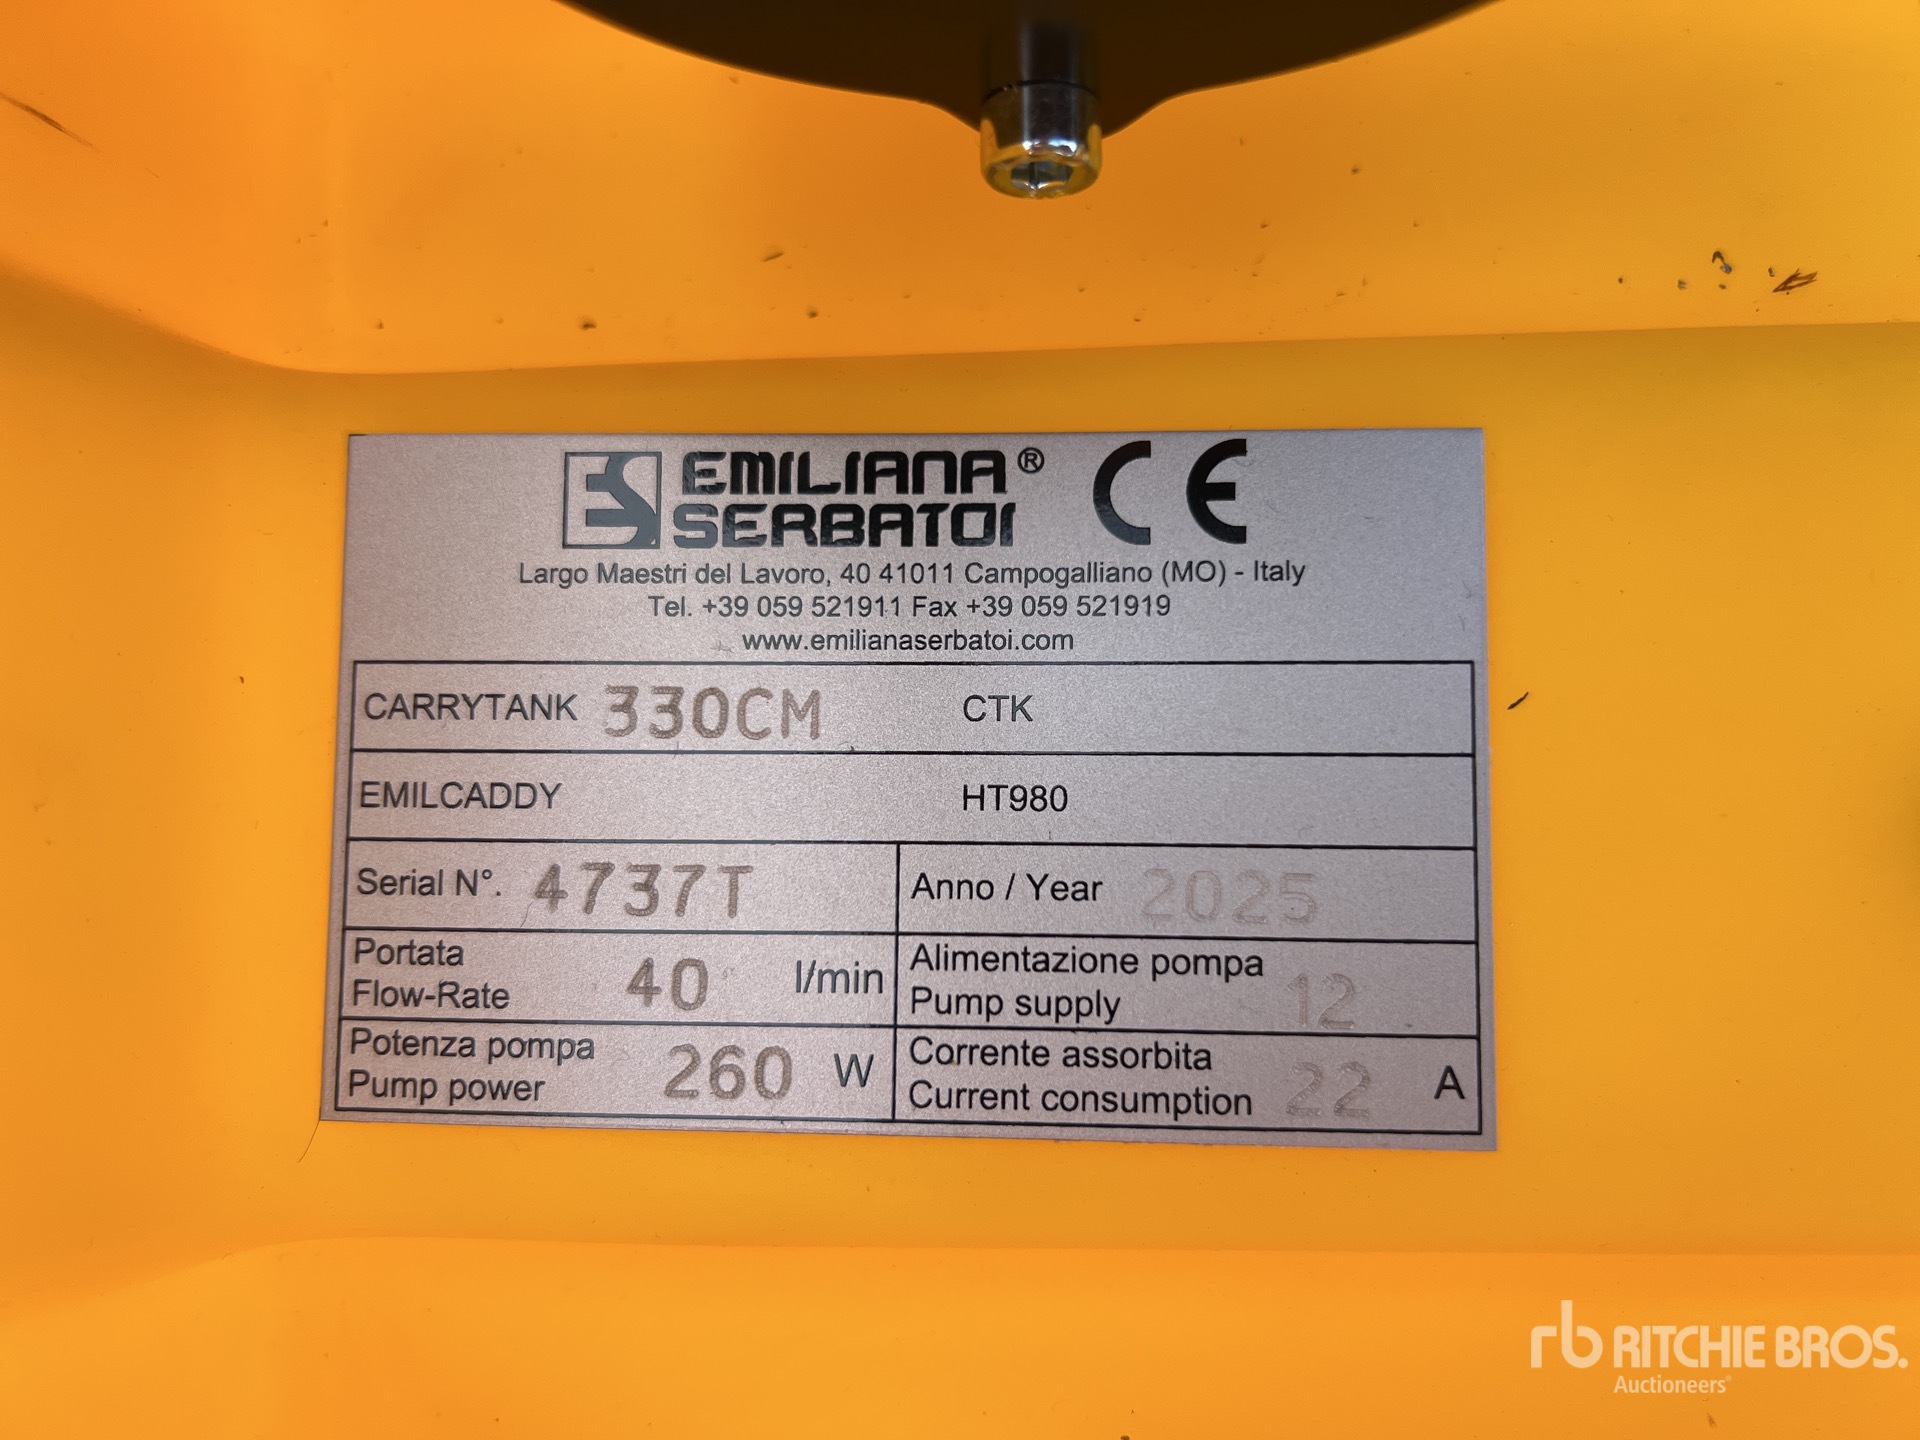 ES EMILIANA® CE
SERBATOI
Largo Maestri del Lavoro, 40 41011 Campogalliano (MO) - Italy
Tel. +39 059 521911 Fax +39 059 521919
www.emilianaserbatoi.com
CARRYTANK 330CM CTK
EMILCADDY HT980
Serial N°. 4737T Anno / Year 2025
Portata
Flow-Rate 40 l/min
Alimentazione pompa
Pump supply 12
Potenza pompa
Pump power 260 W
Corrente assorbita
Current consumption 22 A
rb RITCHIE BROS.
Auctioneers